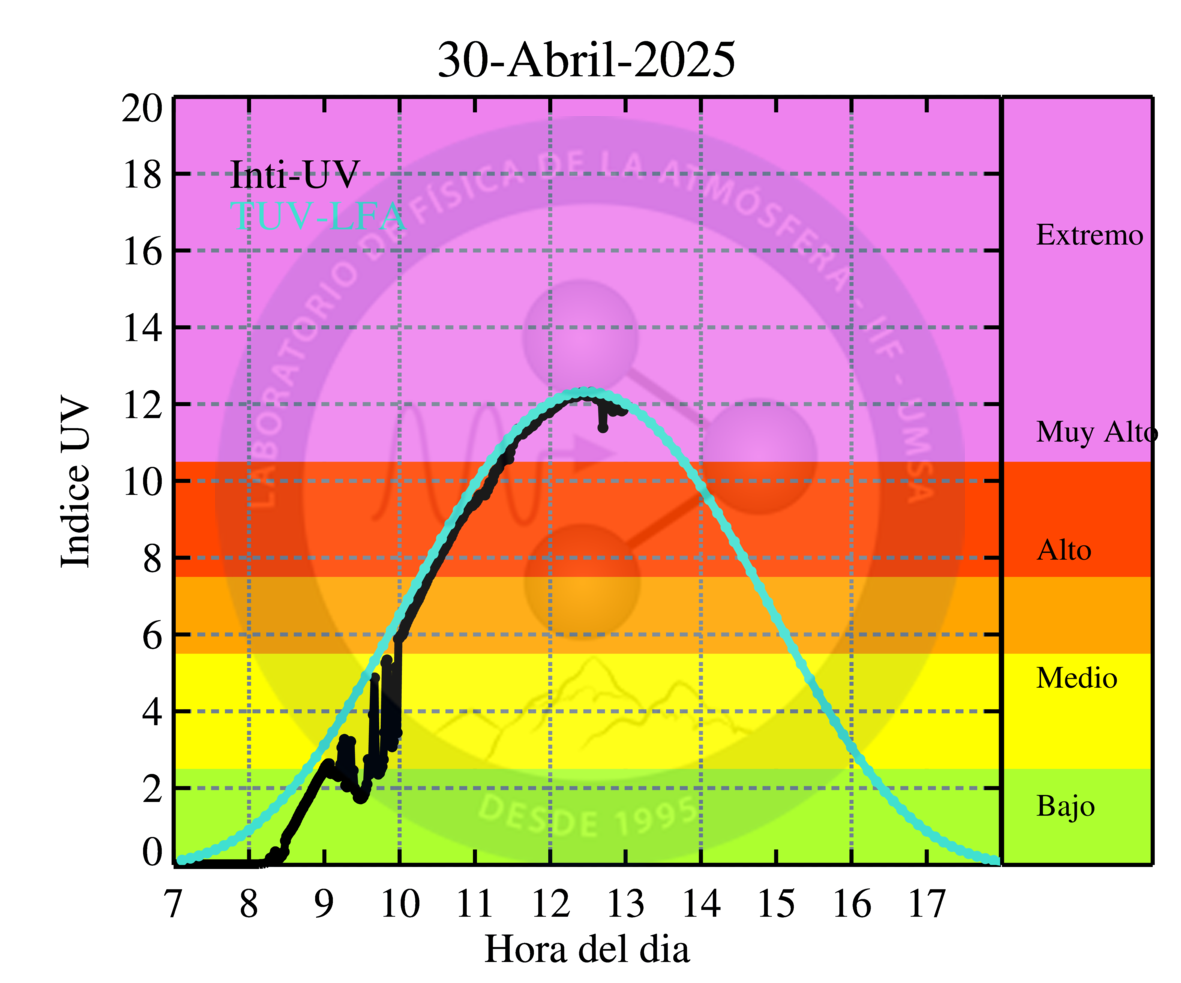 30-Abril-2025
20
18
16
14
12
10
8
6
4
2
0
Indice UV
Inti-UV
TUV-LFA
LABORATORIO DE FÍSICA DE LA ATMÓSFERA - IIF - UMSA
DESDE 1995
Extremo
Muy Alto
Alto
Medio
Bajo
7 8 9 10 11 12 13 14 15 16 17
Hora del dia